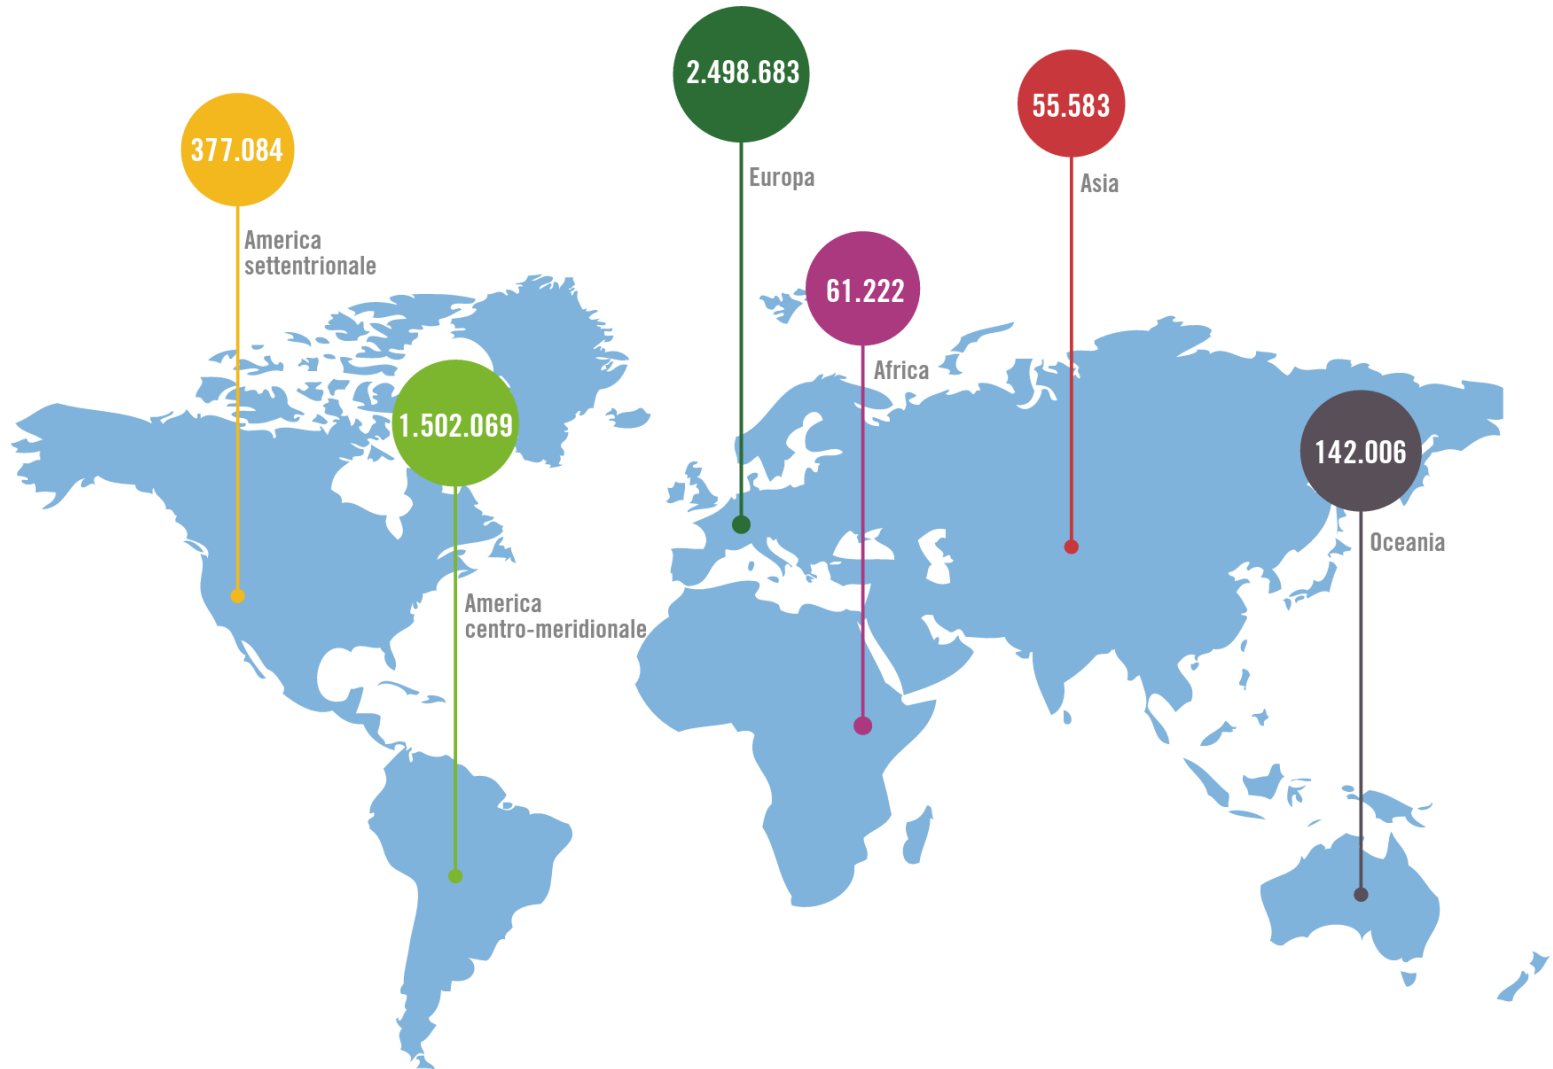 2.498.683
Europa
55.583
Asia
377.084
America
settentrionale
61.222
Africa
1.502.069
America
centro-meridionale
142.006
Oceania